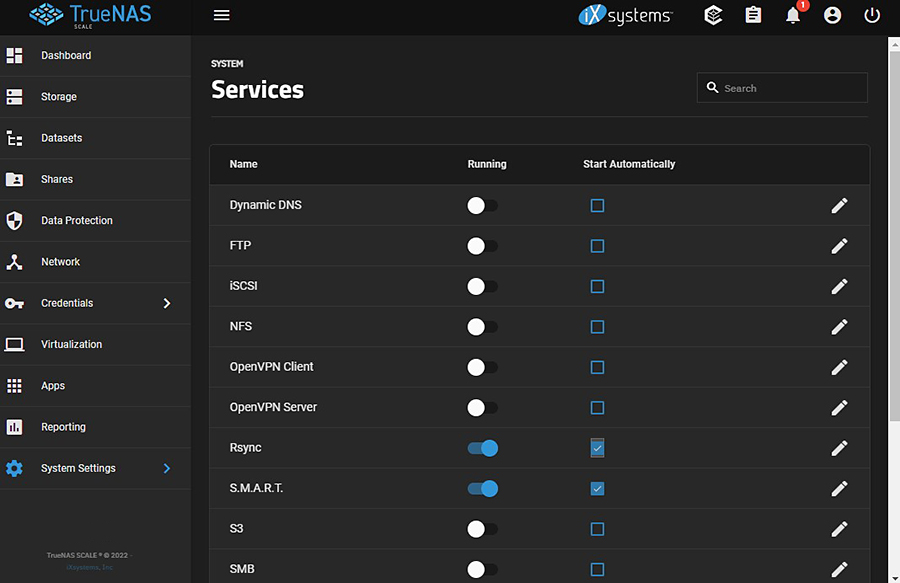 TrueNAS
SCALE
iXsystems™
1
Dashboard
Storage
Datasets
Shares
Data Protection
Network
Credentials
Virtualization
Apps
Reporting
System Settings
TrueNAS SCALE ® © 2022 -
iXsystems, Inc.
SYSTEM
Services
Search
Name Running Start Automatically
Dynamic DNS
FTP
iSCSI
NFS
OpenVPN Client
OpenVPN Server
Rsync
S.M.A.R.T.
S3
SMB